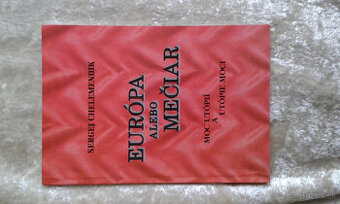 SERGEJ CHELEMENDIK
EURÓPA
ALEBO
MEČIAR
MOC UTÓPIÍ
A
UTÓPIE MOCI